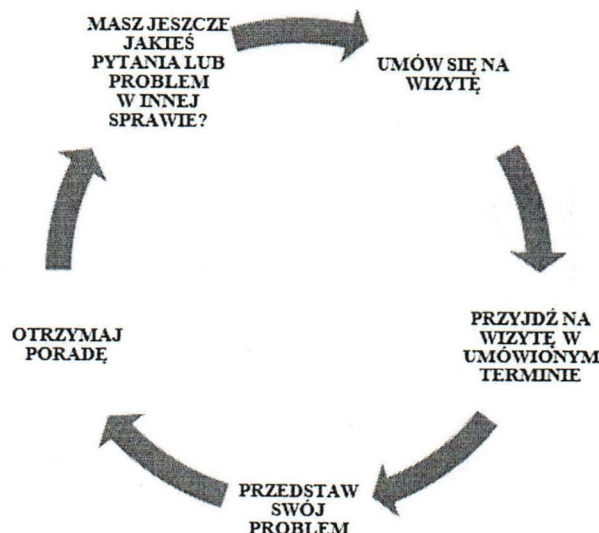 MASZ JESZCZE
JAKIEŚ
PYTANIA LUB
PROBLEM
W INNEJ
SPRAWIE?
UMÓW SIĘ NA
WIZYTĘ
PRZYJDŹ NA
WIZYTĘ W
UMÓWIONYM
TERMINIE
PRZEDSTAW
SWÓJ
PROBLEM
OTRZYMAJ
PORADĘ